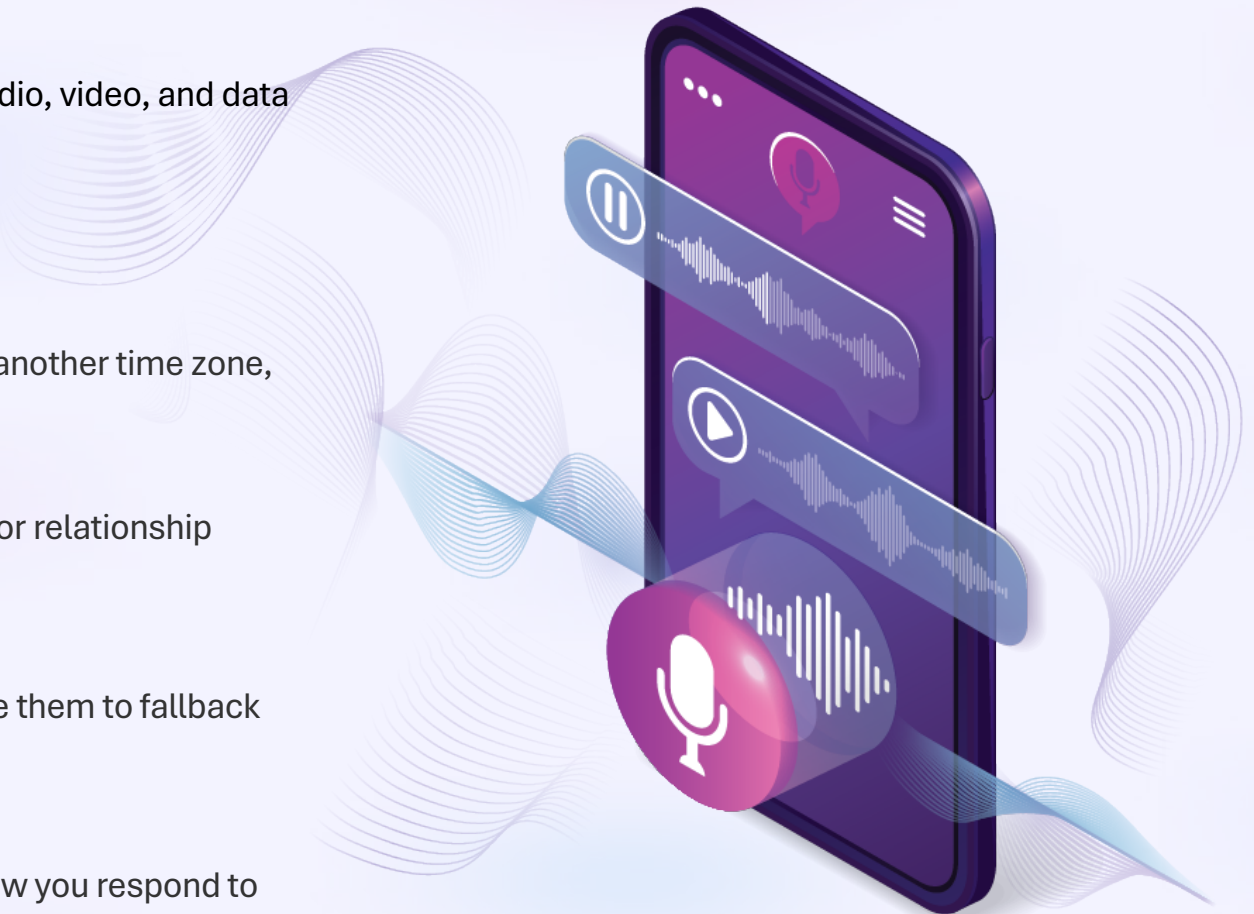 dio, video, and data
another time zone,
or relationship
e them to fallback
w you respond to